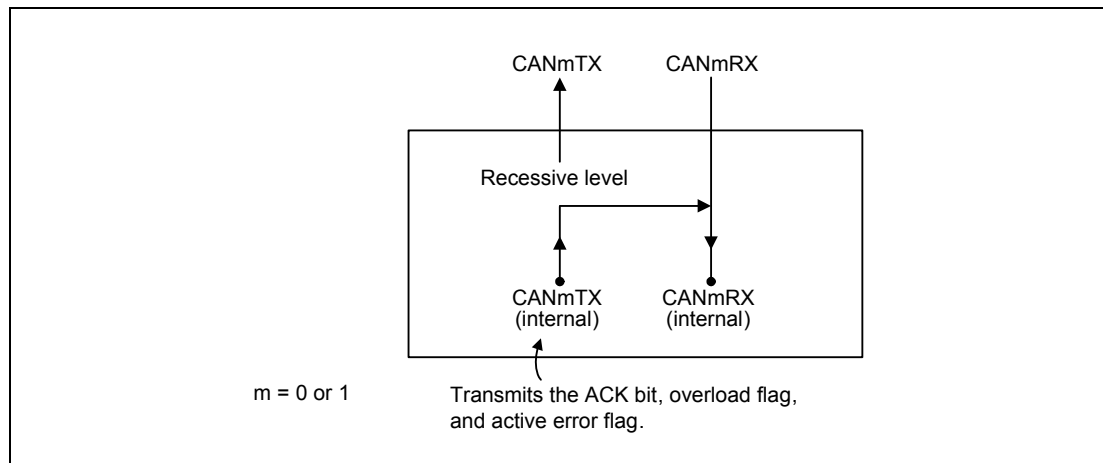 CANmTX
CANmRX
Recessive level
CANmTX
(internal)
CANmRX
(internal)
m = 0 or 1
Transmits the ACK bit, overload flag,
and active error flag.